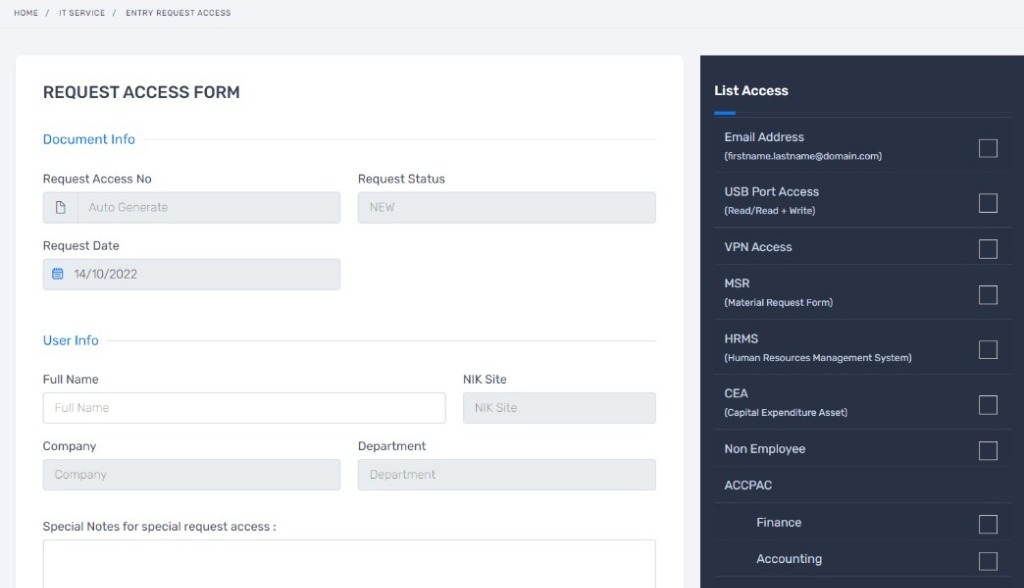 HOME / IT SERVICE / ENTRY REQUEST ACCESS
REQUEST ACCESS FORM
Document Info
Request Access No
Request Status
Auto Generate
NEW
Request Date
14/10/2022
User Info
Full Name
NIK Site
Full Name
NIK Site
Company
Department
Company
Department
Special Notes for special request access :
List Access
Email Address
(firstname.lastname@domain.com)
USB Port Access
(Read/Read + Write)
VPN Access
MSR
(Material Request Form)
HRMS
(Human Resources Management System)
CEA
(Capital Expenditure Asset)
Non Employee
ACCPAC
Finance
Accounting